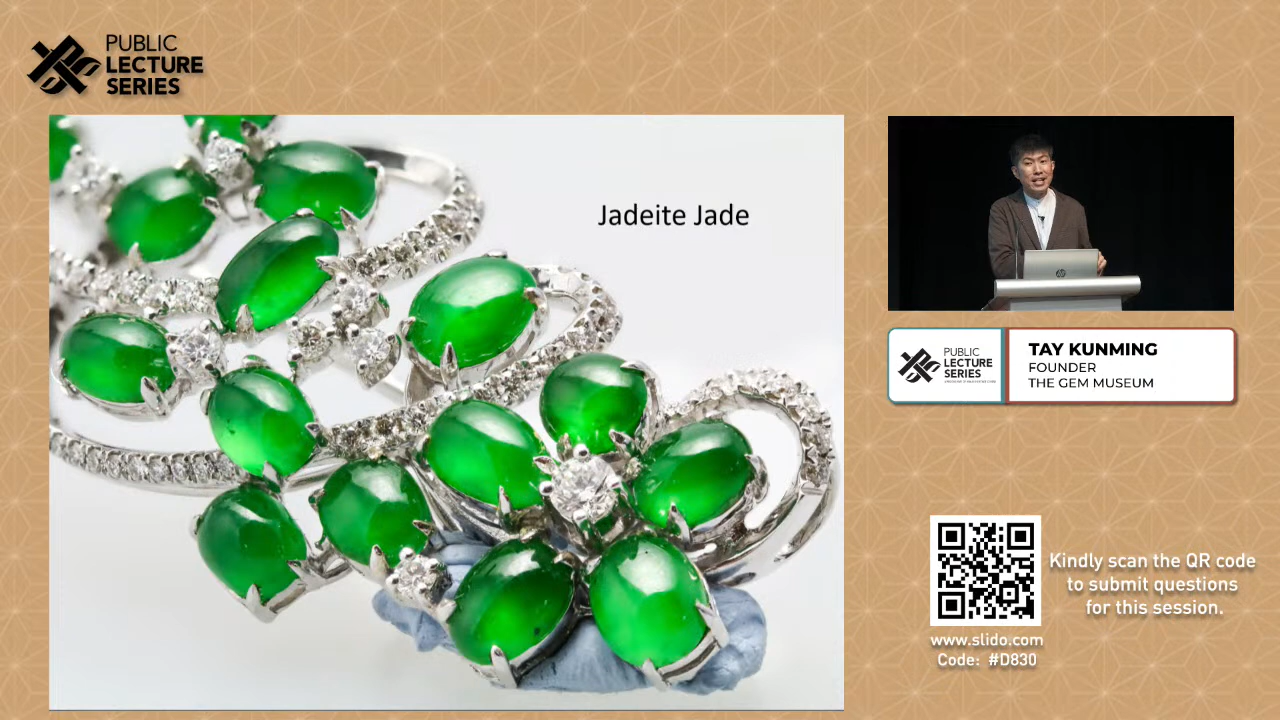 PUBLIC
LECTURE
SERIES
Jadeite Jade
PUBLIC
LECTURE
SERIES
TAY KUNMING
FOUNDER
THE GEM MUSEUM
Kindly scan the QR code
to submit questions
for this session.
www.slido.com
Code: #D830